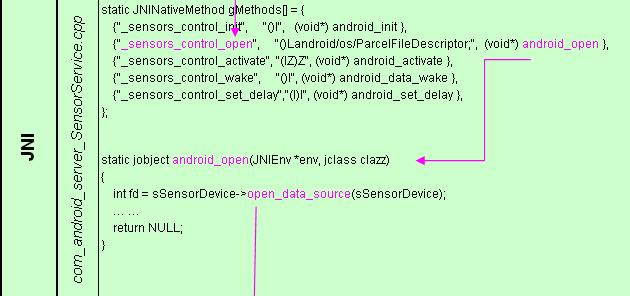 JNI
com_android_server_SensorService.cpp
static JNINativeMethod gMethods[] = {
{"_sensors_control_init", "()I", (void*) android_init },
{"_sensors_control_open", "()Landroid/os/ParcelFileDescriptor;", (void*) android_open },
{"_sensors_control_activate", "(IZ)Z", (void*) android_activate },
{"_sensors_control_wake", "()I", (void*) android_data_wake },
{"_sensors_control_set_delay","(I)I", (void*) android_set_delay },
};
static jobject android_open(JNIEnv *env, jclass clazz)
{
int fd = sSensorDevice->open_data_source(sSensorDevice);
... ...
return NULL;
}